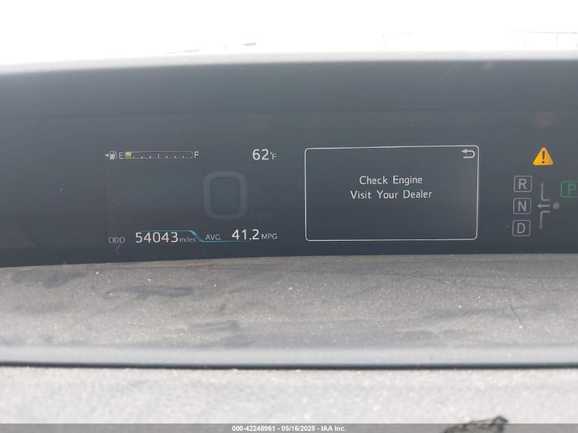 E F
62°F
Check Engine
Visit Your Dealer
R
N
P
D
ODO 54043 miles AVG. 41.2 MPG
000-42248961 - 05/16/2025 - IAA Inc.